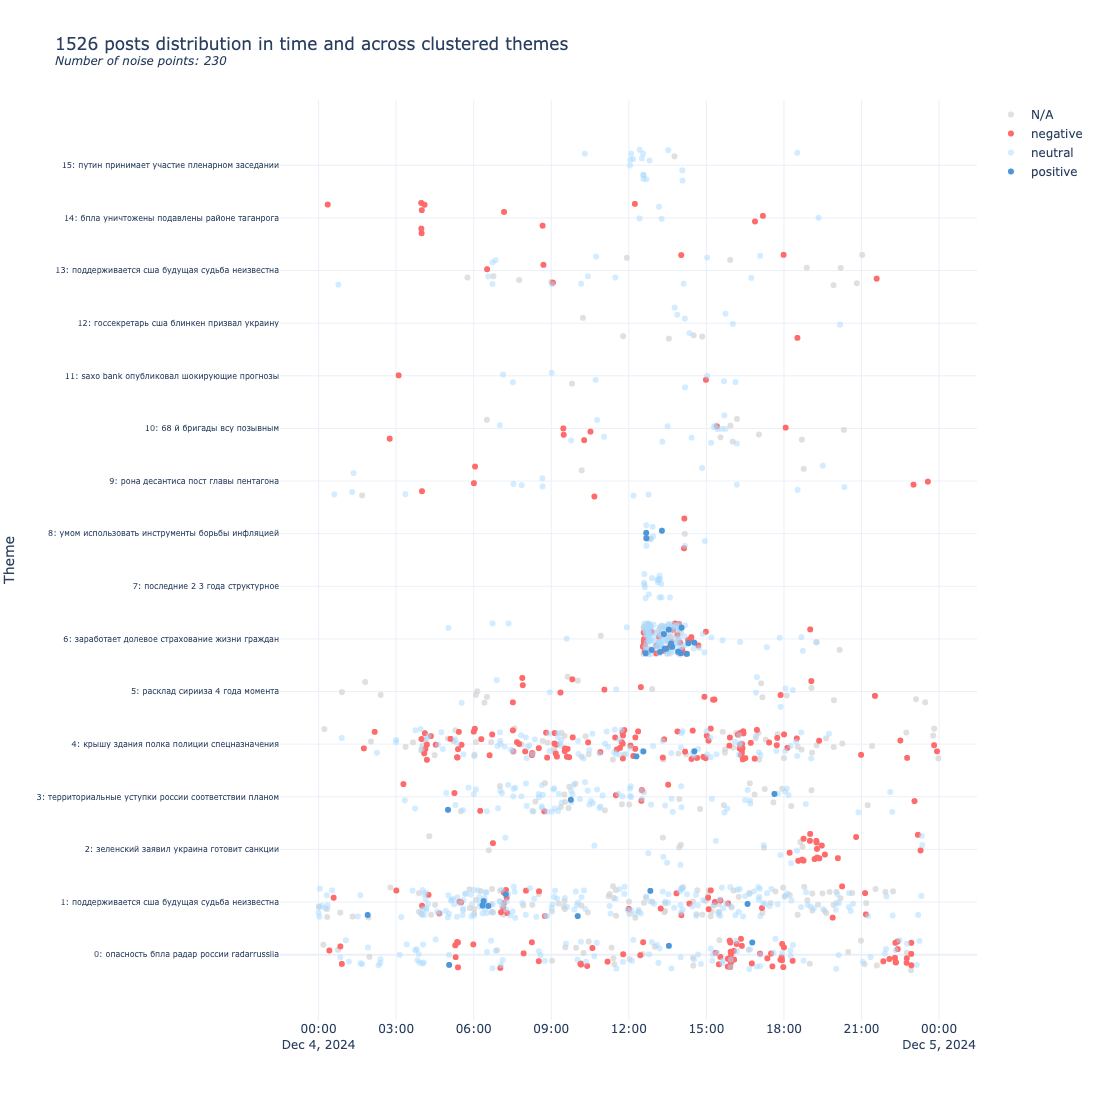 1526 posts distribution in time and across clustered themes
Number of noise points: 230
N/A
negative
neutral
positive
Theme
15: путин принимает участие пленарном заседании
14: бпла уничтожены подавлены районе таганрога
13: поддерживается сша будущая судьба неизвестна
12: госсекретарь сша блинкен призвал украину
11: saxo bank опубликовал шокирующие прогнозы
10: 68 й бригады всу позывным
9: рона десантиса пост главы пентагона
8: умом использовать инструменты борьбы инфляцией
7: последние 2 3 года структурное
6: заработает долевое страхование жизни граждан
5: расклад сирииза 4 года момента
4: крышу здания полка полиции спецназначения
3: территориальные уступки россии соответствии планом
2: зеленский заявил украина готовит санкции
1: поддерживается сша будущая судьба неизвестна
0: опасность бпла радар россии radarrussiia
00:00 03:00 06:00 09:00 12:00 15:00 18:00 21:00 00:00
Dec 4, 2024 Dec 5, 2024